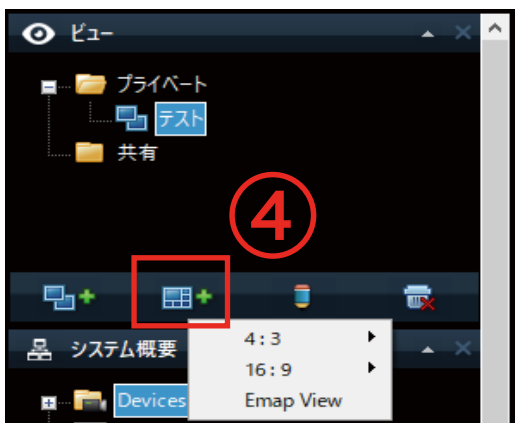 ビュー
プライベート
テスト
共有
④
システム概要
4:3
16:9
Emap View
Devices